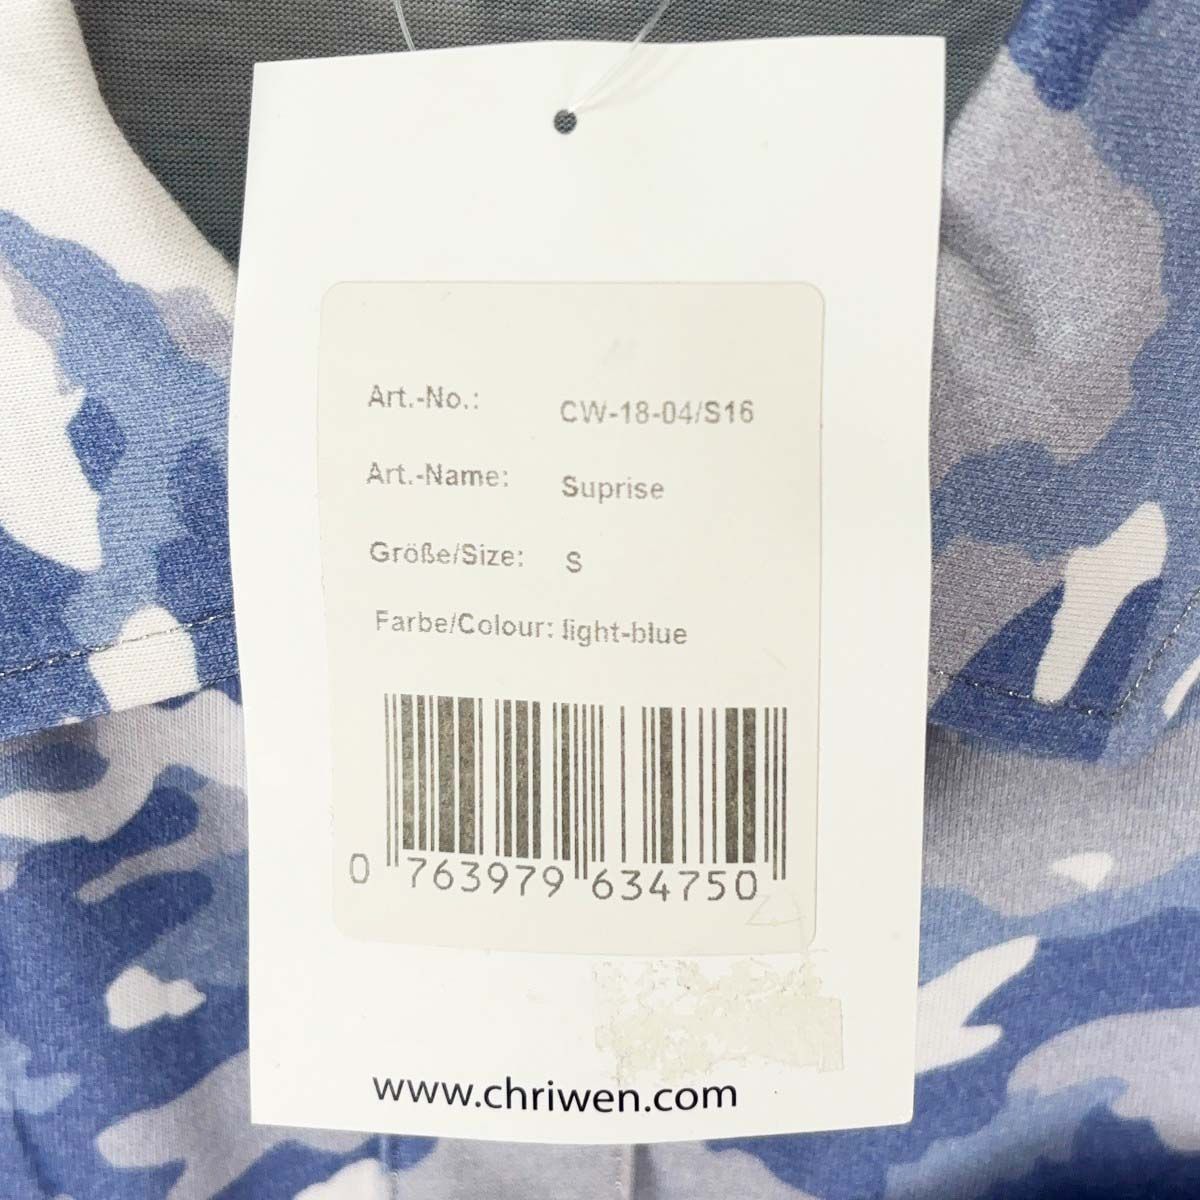 Art.-No.: CW-18-04/S16
Art.-Name: Suprise
Größe/Size: S
Farbe/Colour: light-blue
0 763979 634750
www.chriwen.com